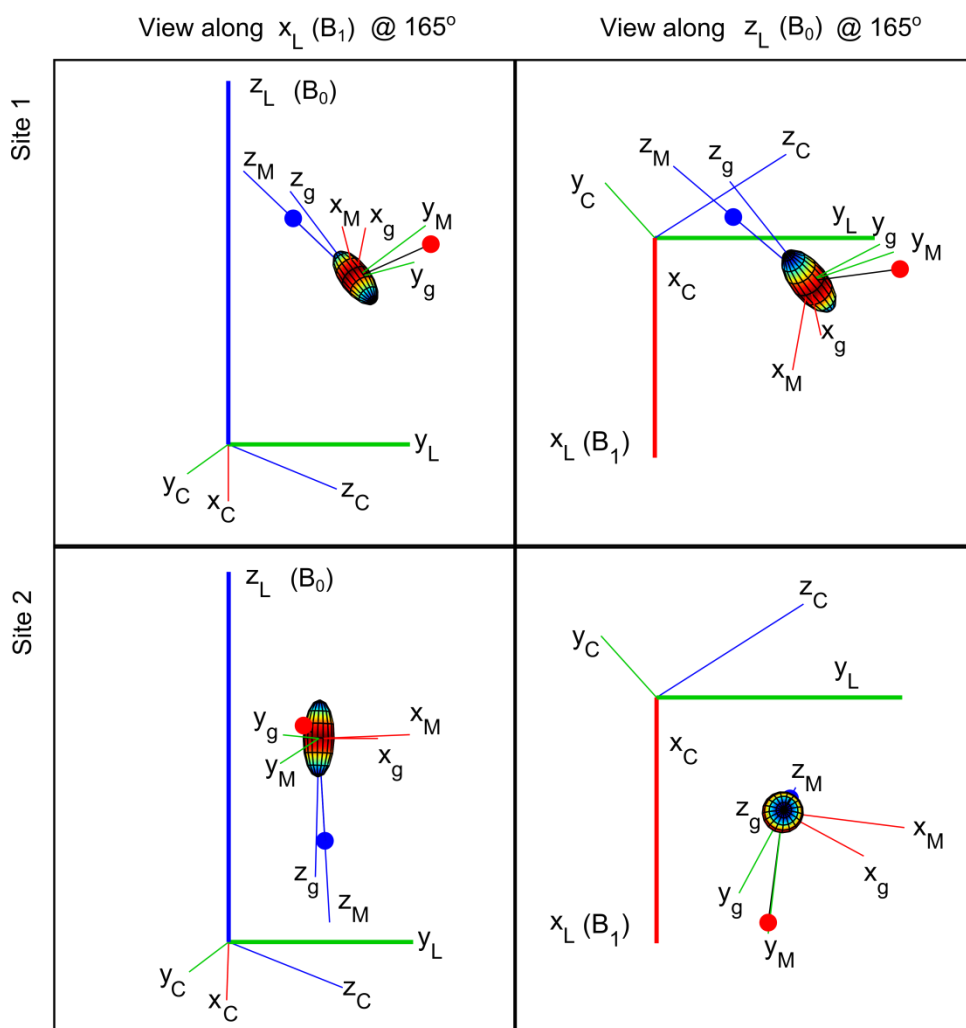 View along x_L (B_1) @ 165°
View along z_L (B_0) @ 165°
Site 1
z_L (B_0)
z_M
z_g
x_M
x_g
y_M
y_g
y_L
y_C
x_C
z_C
z_M
z_g
z_C
y_C
y_L
y_g
y_M
x_C
x_g
x_M
x_L (B_1)
Site 2
z_L (B_0)
y_g
x_M
y_M
x_g
z_g
z_M
y_L
y_C
x_C
z_C
z_C
y_C
y_L
x_C
z_M
z_g
x_M
x_g
y_g
x_L (B_1)
y_M